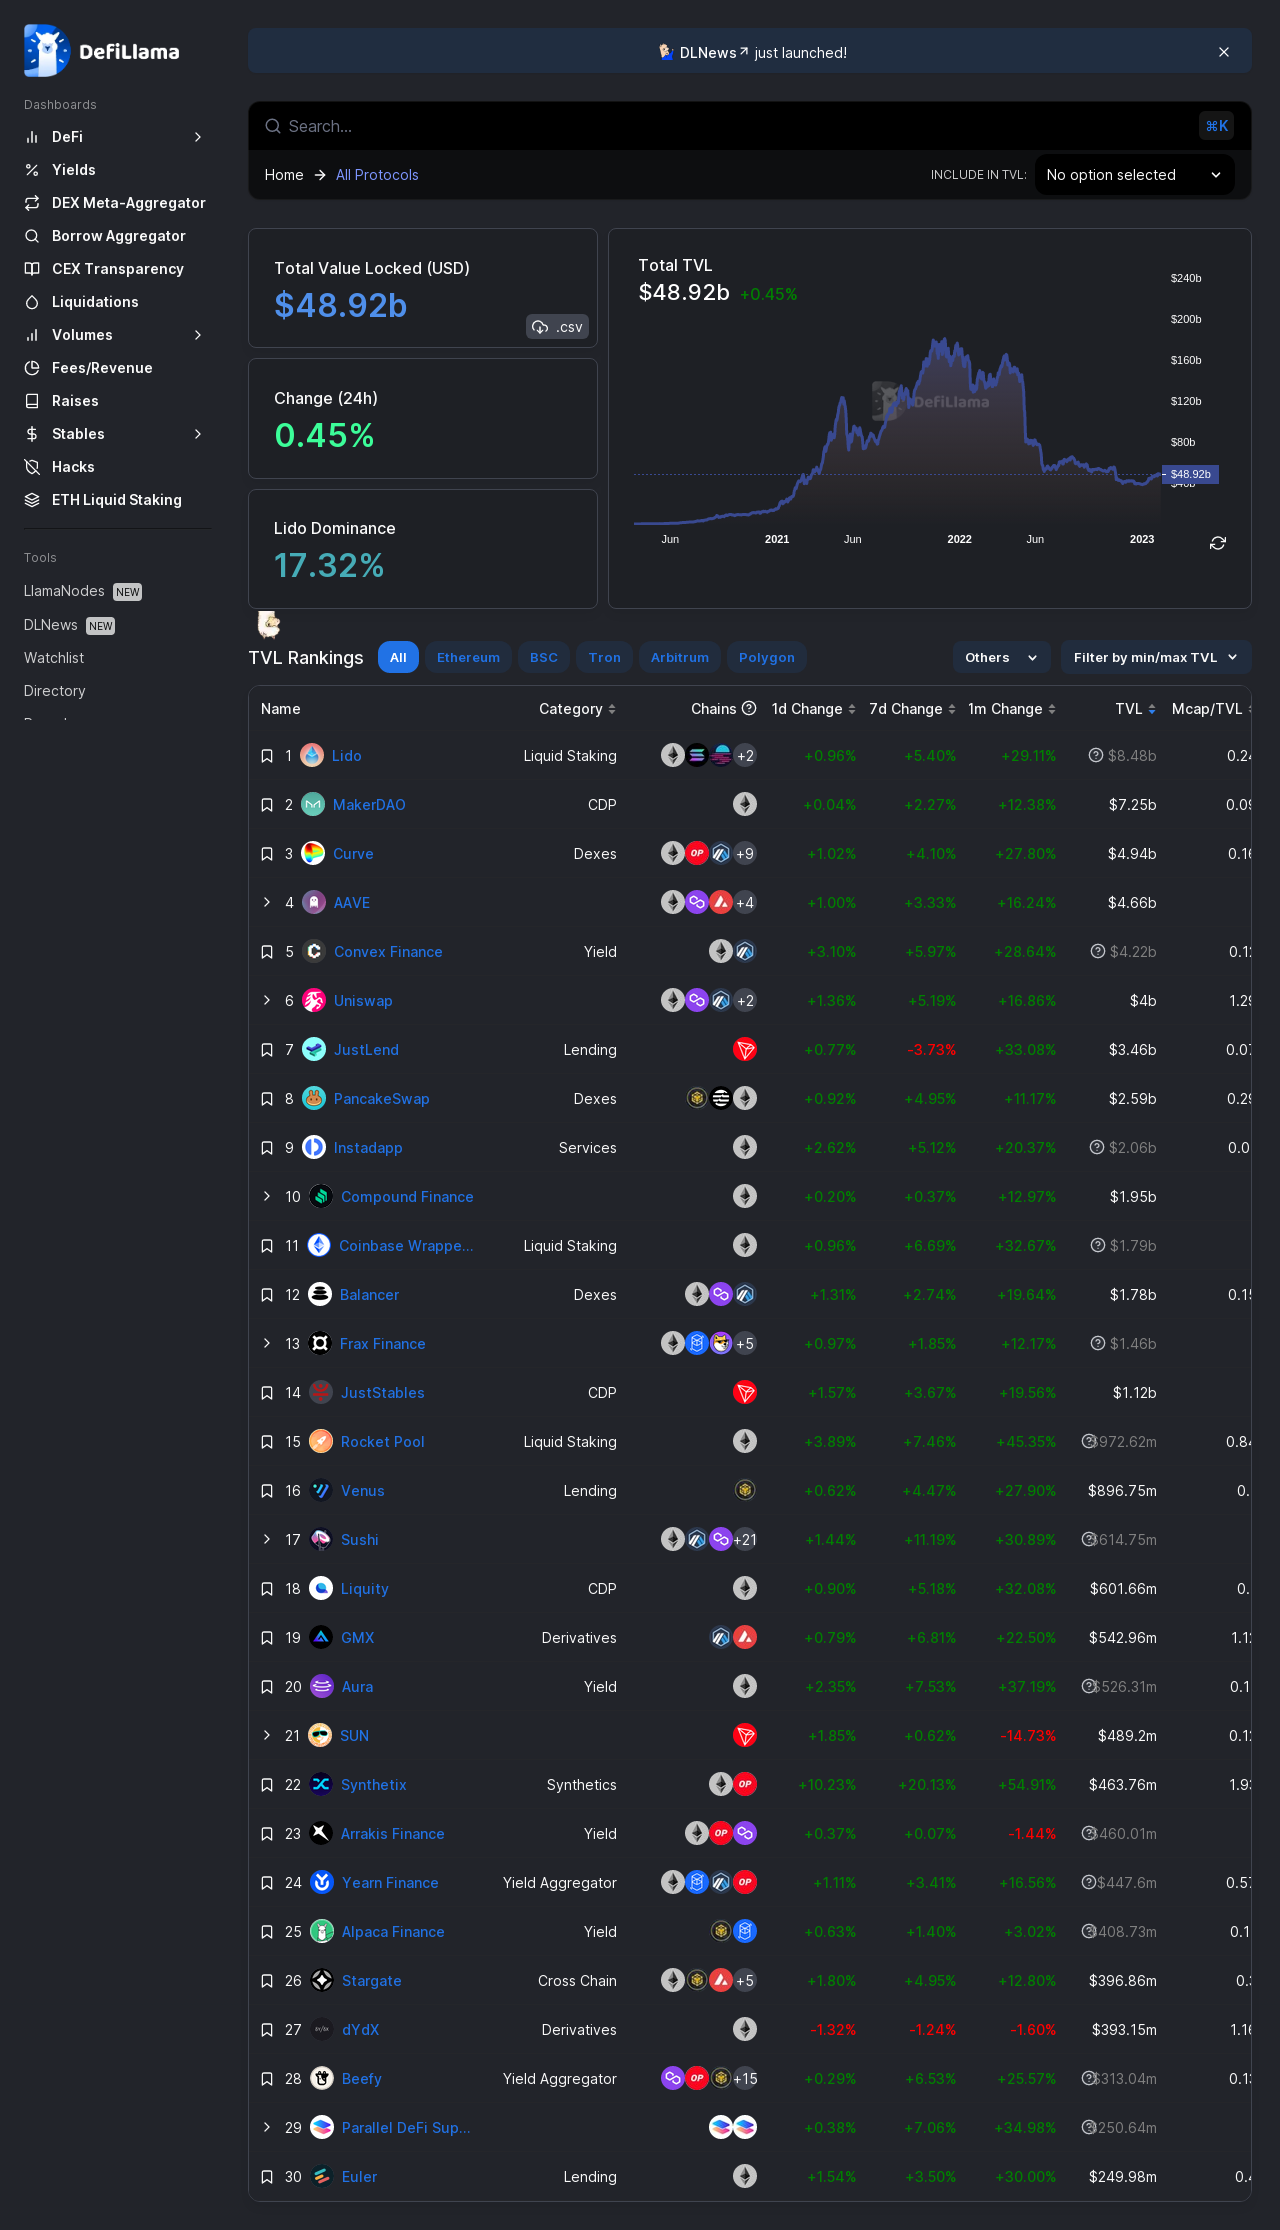 DefiLlama
Dashboards
DeFi
Yields
DEX Meta-Aggregator
Borrow Aggregator
CEX Transparency
Liquidations
Volumes
Fees/Revenue
Raises
Stables
Hacks
ETH Liquid Staking
Tools
LlamaNodes NEW
DLNews NEW
Watchlist
Directory
DLNews↗ just launched!
Search...
⌘K
Home → All Protocols
INCLUDE IN TVL: No option selected
Total Value Locked (USD)
$48.92b
.csv
Change (24h)
0.45%
Lido Dominance
17.32%
Total TVL
$48.92b +0.45%
$240b
$200b
$160b
$120b
$80b
$48.92b
DefiLlama
Jun 2021 Jun 2022 Jun 2023
TVL Rankings All Ethereum BSC Tron Arbitrum Polygon Others Filter by min/max TVL
Name Category Chains 1d Change 7d Change 1m Change TVL Mcap/TVL
1 Lido Liquid Staking +2 +0.96% +5.40% +29.11% $8.48b 0.24
2 MakerDAO CDP +0.04% +2.27% +12.38% $7.25b 0.09
3 Curve Dexes OP +9 +1.02% +4.10% +27.80% $4.94b 0.16
4 AAVE +4 +1.00% +3.33% +16.24% $4.66b
5 Convex Finance Yield +3.10% +5.97% +28.64% $4.22b 0.12
6 Uniswap +2 +1.36% +5.19% +16.86% $4b 1.29
7 JustLend Lending +0.77% -3.73% +33.08% $3.46b 0.07
8 PancakeSwap Dexes +0.92% +4.95% +11.17% $2.59b 0.29
9 Instadapp Services +2.62% +5.12% +20.37% $2.06b 0.0
10 Compound Finance +0.20% +0.37% +12.97% $1.95b
11 Coinbase Wrappe... Liquid Staking +0.96% +6.69% +32.67% $1.79b
12 Balancer Dexes +1.31% +2.74% +19.64% $1.78b 0.15
13 Frax Finance +5 +0.97% +1.85% +12.17% $1.46b
14 JustStables CDP +1.57% +3.67% +19.56% $1.12b
15 Rocket Pool Liquid Staking +3.89% +7.46% +45.35% $972.62m 0.84
16 Venus Lending +0.62% +4.47% +27.90% $896.75m 0.
17 Sushi +21 +1.44% +11.19% +30.89% $614.75m
18 Liquity CDP +0.90% +5.18% +32.08% $601.66m 0.
19 GMX Derivatives +0.79% +6.81% +22.50% $542.96m 1.12
20 Aura Yield +2.35% +7.53% +37.19% $526.31m 0.1
21 SUN +1.85% +0.62% -14.73% $489.2m 0.12
22 Synthetix Synthetics OP +10.23% +20.13% +54.91% $463.76m 1.93
23 Arrakis Finance Yield OP +0.37% +0.07% -1.44% $460.01m
24 Yearn Finance Yield Aggregator OP +1.11% +3.41% +16.56% $447.6m 0.57
25 Alpaca Finance Yield +0.63% +1.40% +3.02% $408.73m 0.1
26 Stargate Cross Chain +5 +1.80% +4.95% +12.80% $396.86m 0.3
27 dYdX Derivatives -1.32% -1.24% -1.60% $393.15m 1.16
28 Beefy Yield Aggregator OP +15 +0.29% +6.53% +25.57% $313.04m 0.13
29 Parallel DeFi Sup... +0.38% +7.06% +34.98% $250.64m
30 Euler Lending +1.54% +3.50% +30.00% $249.98m 0.4